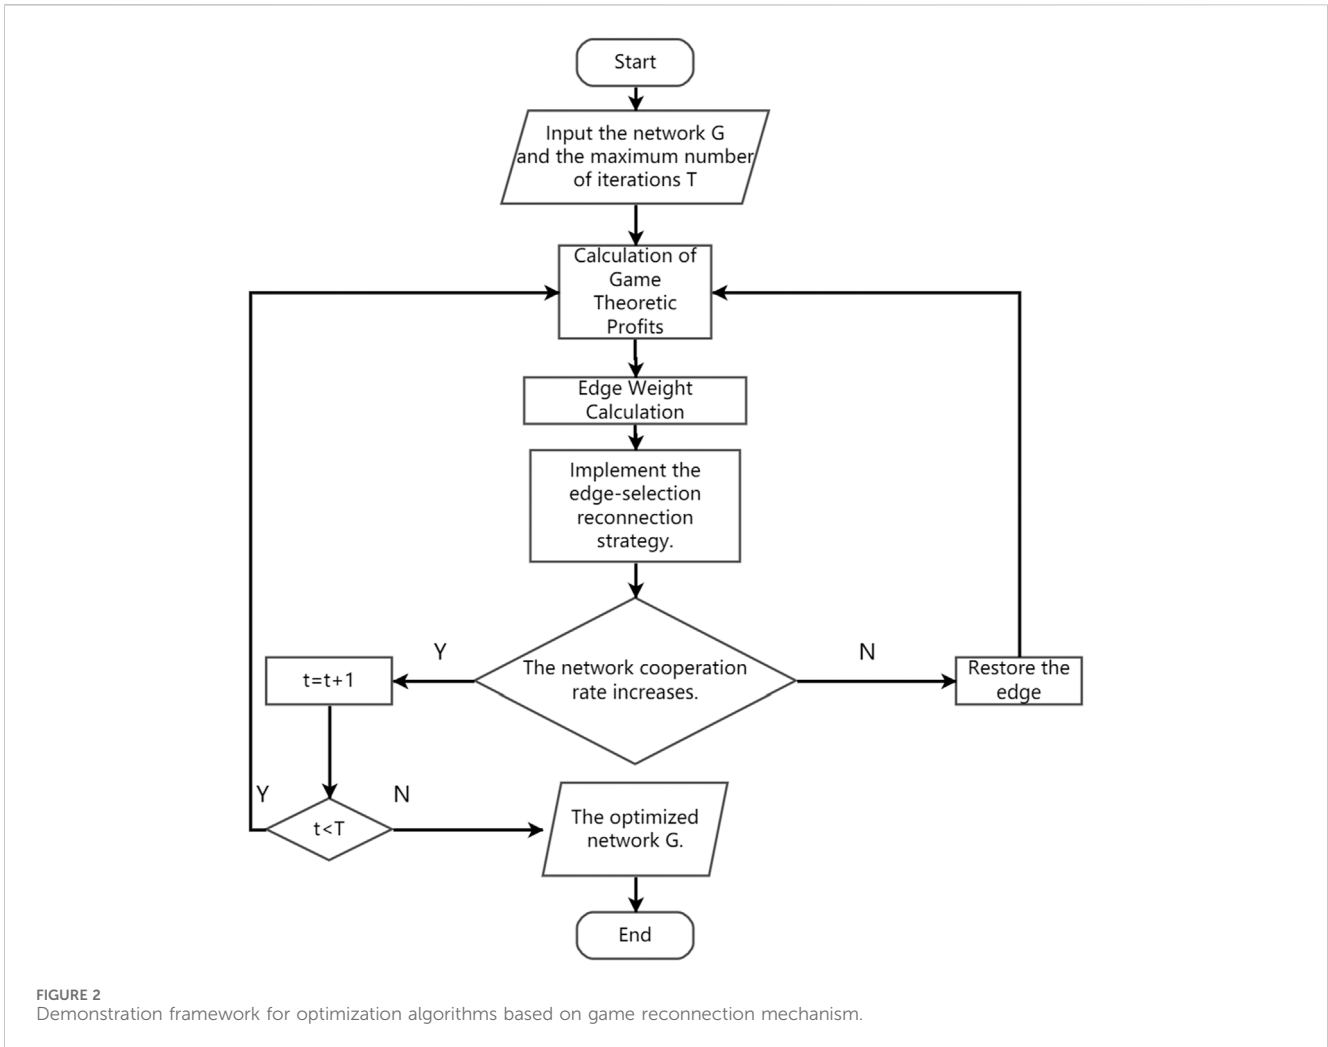 Start
Input the network G
and the maximum number
of iterations T
Calculation of
Game
Theoretic
Profits
Edge Weight
Calculation
Implement the
edge-selection
reconnection
strategy.
The network cooperation
rate increases.
Y
N
t=t+1
Restore the
edge
Y
N
t<T
The optimized
network G.
End
FIGURE 2
Demonstration framework for optimization algorithms based on game reconnection mechanism.